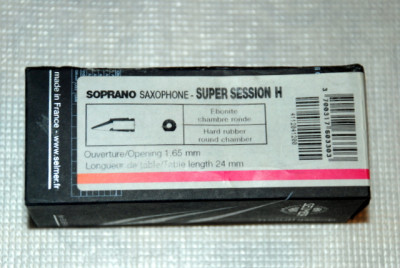 made in France
www.selmer.fr
SOPRANO SAXOPHONE - SUPER SESSION H
Ebonite
chambre ronde
Hard rubber
round chamber
Ouverture/Opening 1,65 mm
Longueur de table/Table length 24 mm